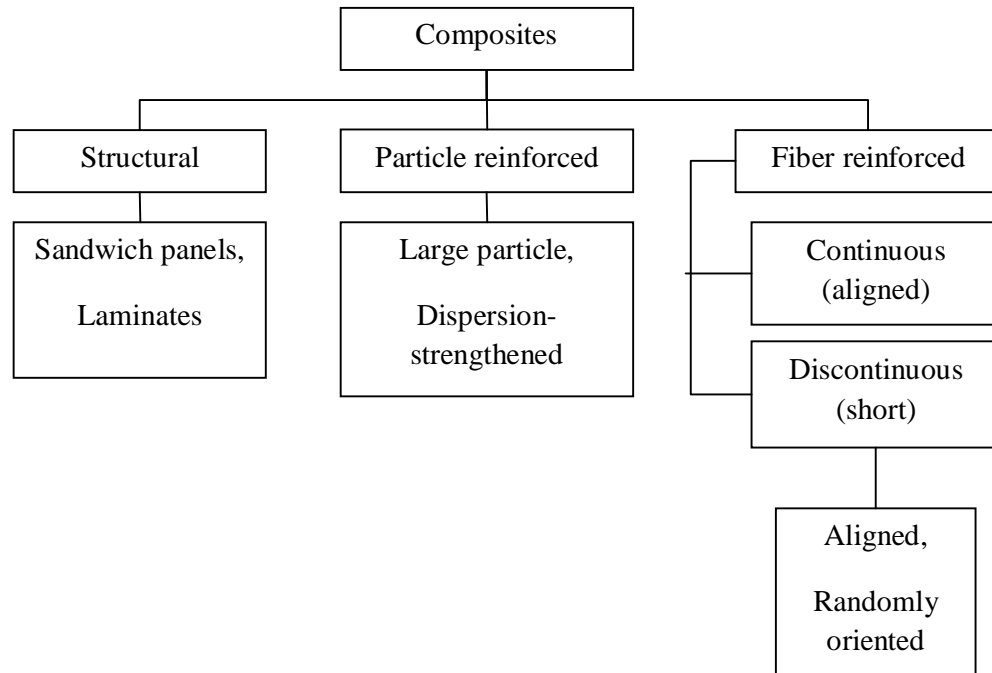 Composites
Structural
Particle reinforced
Fiber reinforced
Sandwich panels,
Laminates
Large particle,
Dispersion-
strengthened
Continuous
(aligned)
Discontinuous
(short)
Aligned,
Randomly
oriented